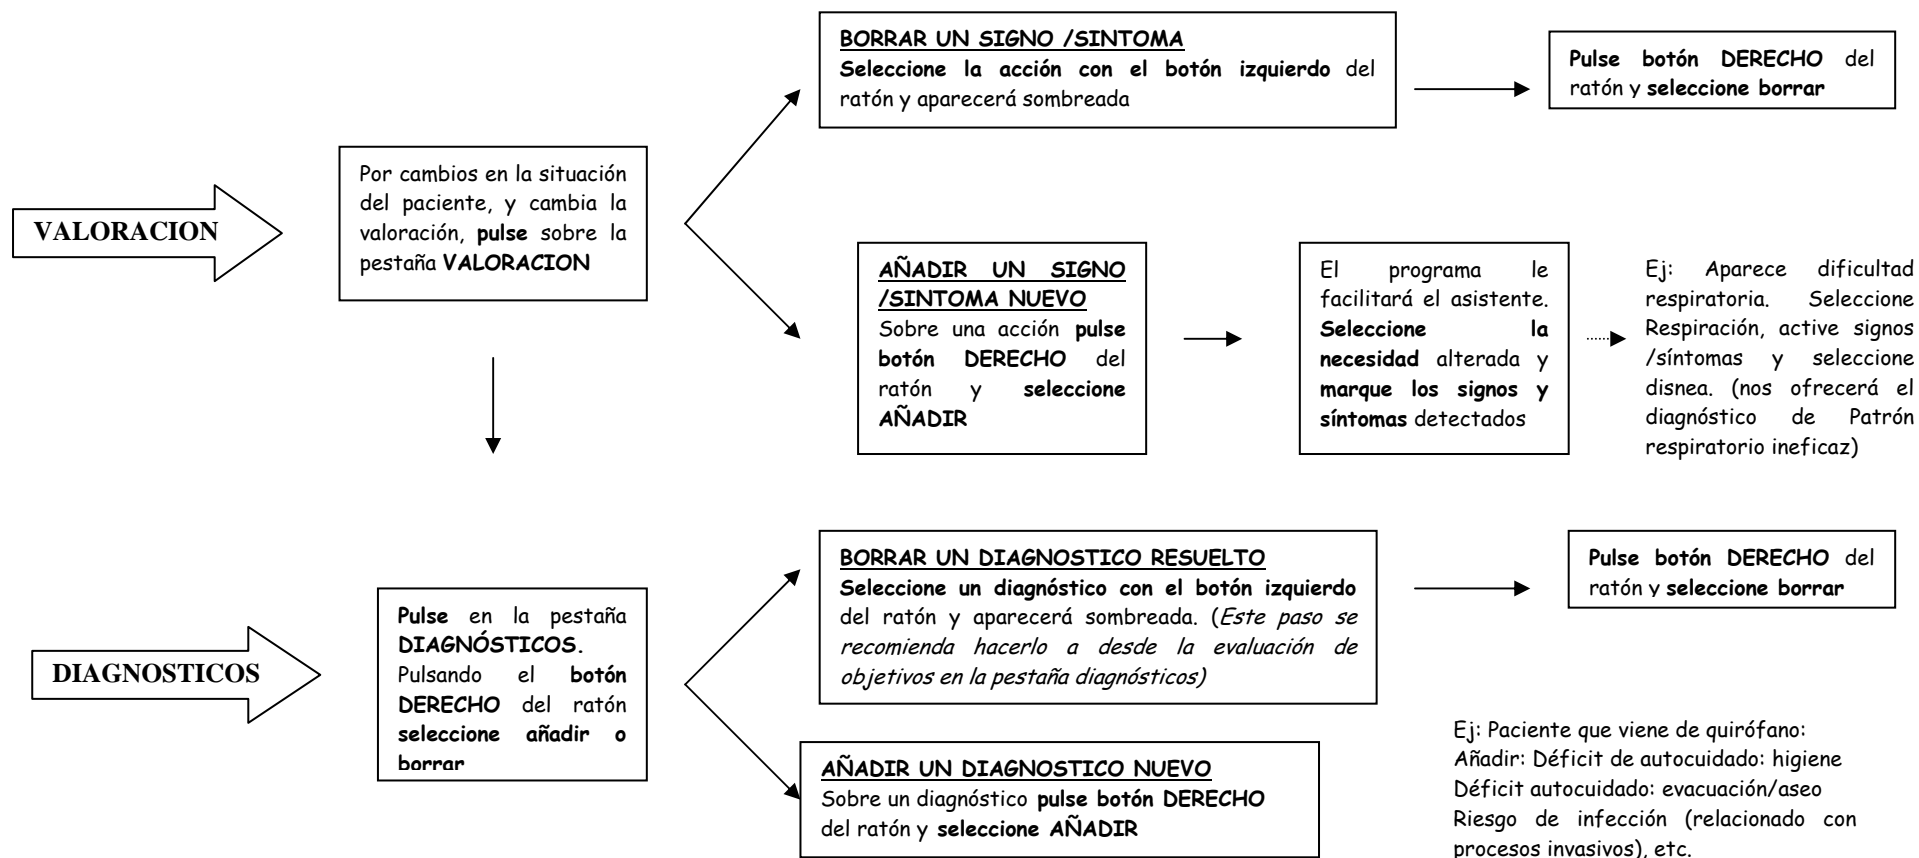 BORRAR UN SIGNO /SINTOMA
Seleccione la acción con el botón izquierdo del
ratón y aparecerá sombreada
Pulse botón DERECHO del
ratón y seleccione borrar
VALORACION
Por cambios en la situación
del paciente, y cambia la
valoración, pulse sobre la
pestaña VALORACION
AÑADIR UN SIGNO
/SINTOMA NUEVO
Sobre una acción pulse
botón DERECHO del
ratón y seleccione
AÑADIR
El programa le
facilitará el asistente.
Seleccione la
necesidad alterada y
marque los signos y
síntomas detectados
Ej: Aparece dificultad
respiratoria. Seleccione
Respiración, active signos
/síntomas y seleccione
disnea. (nos ofrecerá el
diagnóstico de Patrón
respiratorio ineficaz)
DIAGNOSTICOS
Pulse en la pestaña
DIAGNÓSTICOS.
Pulsando el botón
DERECHO del ratón
seleccione añadir o
borrar
BORRAR UN DIAGNOSTICO RESUELTO
Seleccione un diagnóstico con el botón izquierdo
del ratón y aparecerá sombreada. (Este paso se
recomienda hacerlo a desde la evaluación de
objetivos en la pestaña diagnósticos)
Pulse botón DERECHO del
ratón y seleccione borrar
AÑADIR UN DIAGNOSTICO NUEVO
Sobre un diagnóstico pulse botón DERECHO
del ratón y seleccione AÑADIR
Ej: Paciente que viene de quirófano:
Añadir: Déficit de autocuidado: higiene
Déficit autocuidado: evacuación/aseo
Riesgo de infección (relacionado con
procesos invasivos), etc.